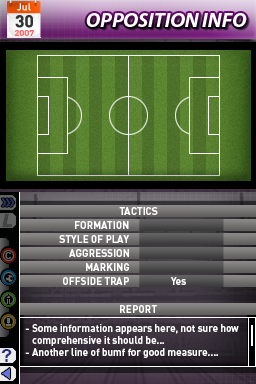 Jul
30
2007
OPPOSITION INFO
TACTICS
FORMATION
STYLE OF PLAY
AGGRESSION
MARKING
OFFSIDE TRAP Yes
REPORT
- Some information appears here, not sure how
comprehensive it should be...
- Another line of bumf for good measure....
?